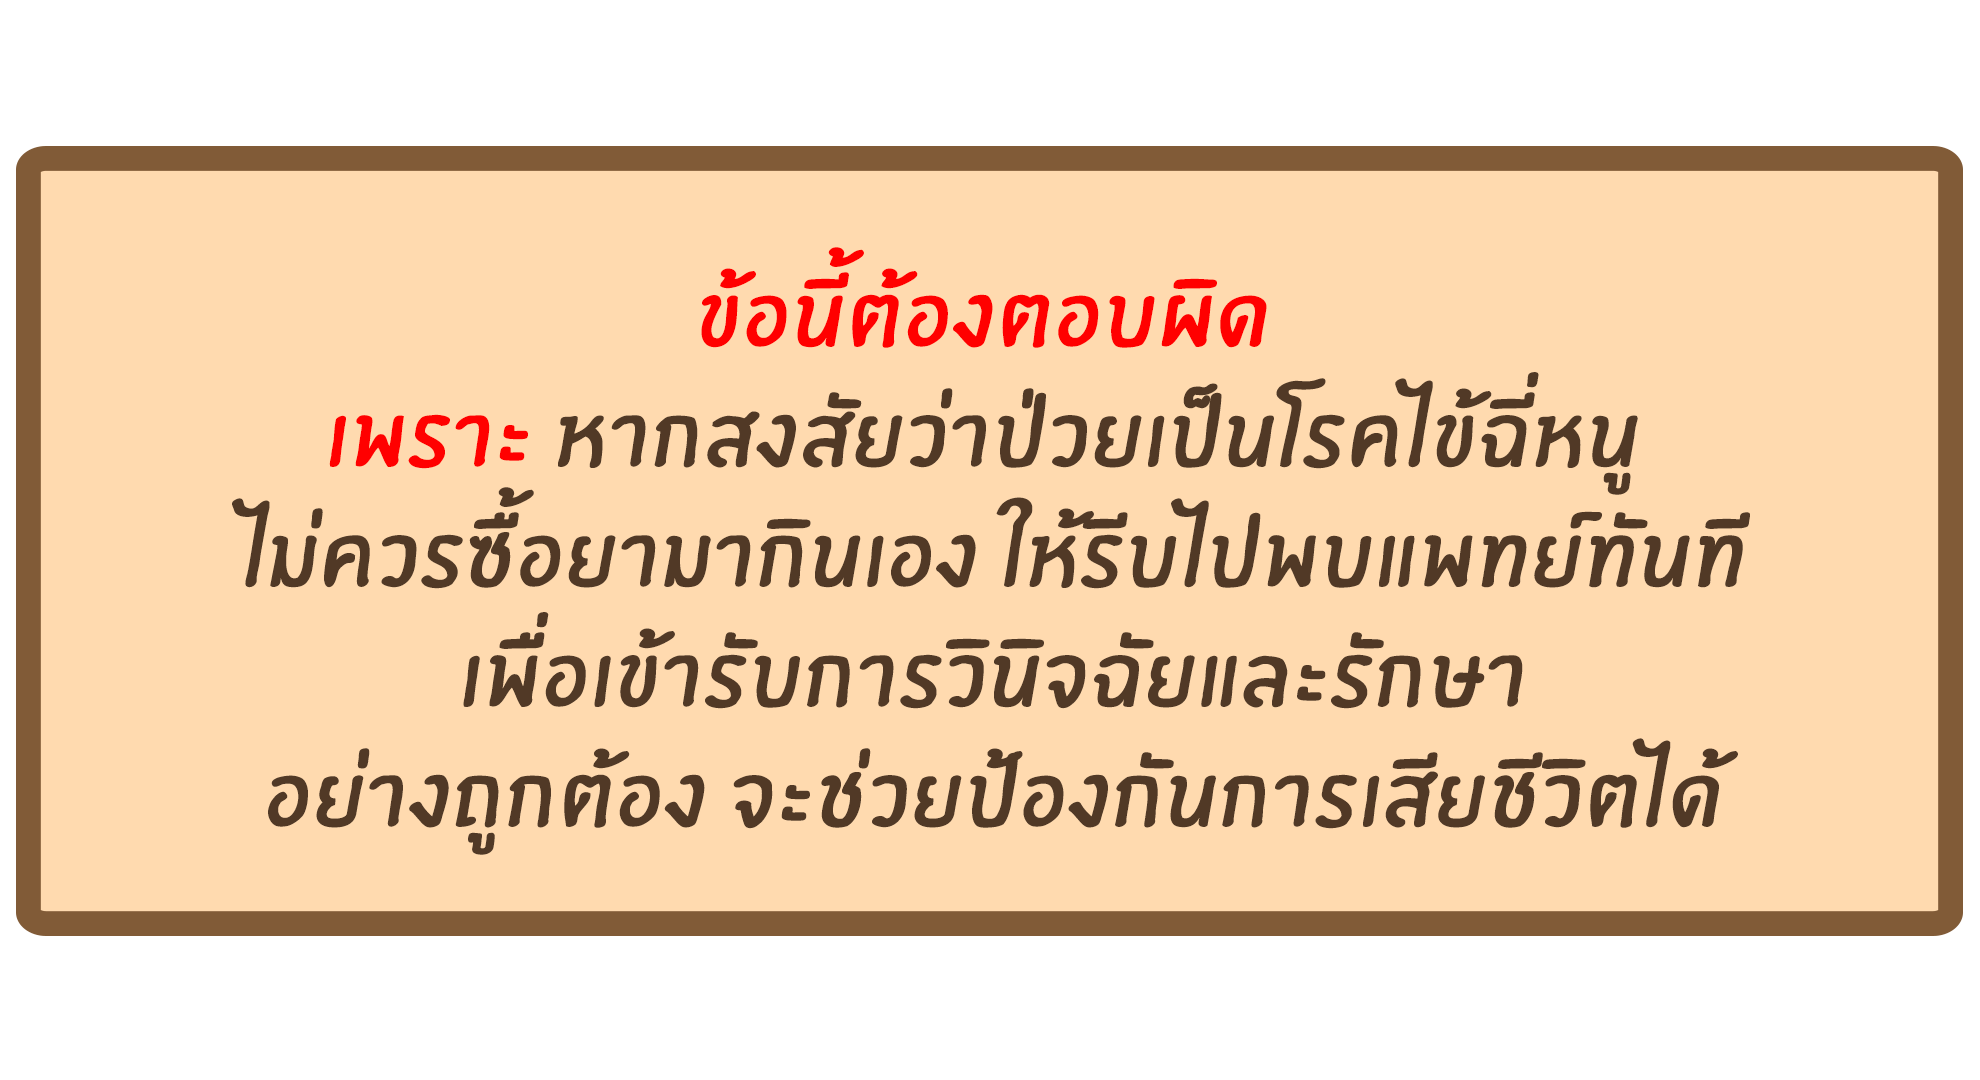 ข้อนี้ต้องตอบผิด
เพราะ หากสงสัยว่าป่วยเป็นโรคไข้ฉี่หนู
ไม่ควรซื้อยามากินเอง ให้รีบไปพบแพทย์ทันที
เพื่อเข้ารับการวินิจฉัยและรักษา
อย่างถูกต้อง จะช่วยป้องกันการเสียชีวิตได้